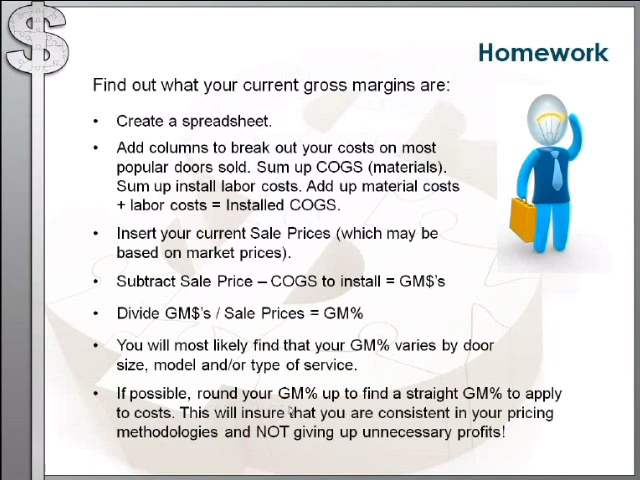 Homework
Find out what your current gross margins are:
• Create a spreadsheet.
• Add columns to break out your costs on most
popular doors sold. Sum up COGS (materials).
Sum up install labor costs. Add up material costs
+ labor costs = Installed COGS.
• Insert your current Sale Prices (which may be
based on market prices).
• Subtract Sale Price – COGS to install = GM$'s
• Divide GM$'s / Sale Prices = GM%
• You will most likely find that your GM% varies by door
size, model and/or type of service.
• If possible, round your GM% up to find a straight GM% to apply
to costs. This will insure that you are consistent in your pricing
methodologies and NOT giving up unnecessary profits!